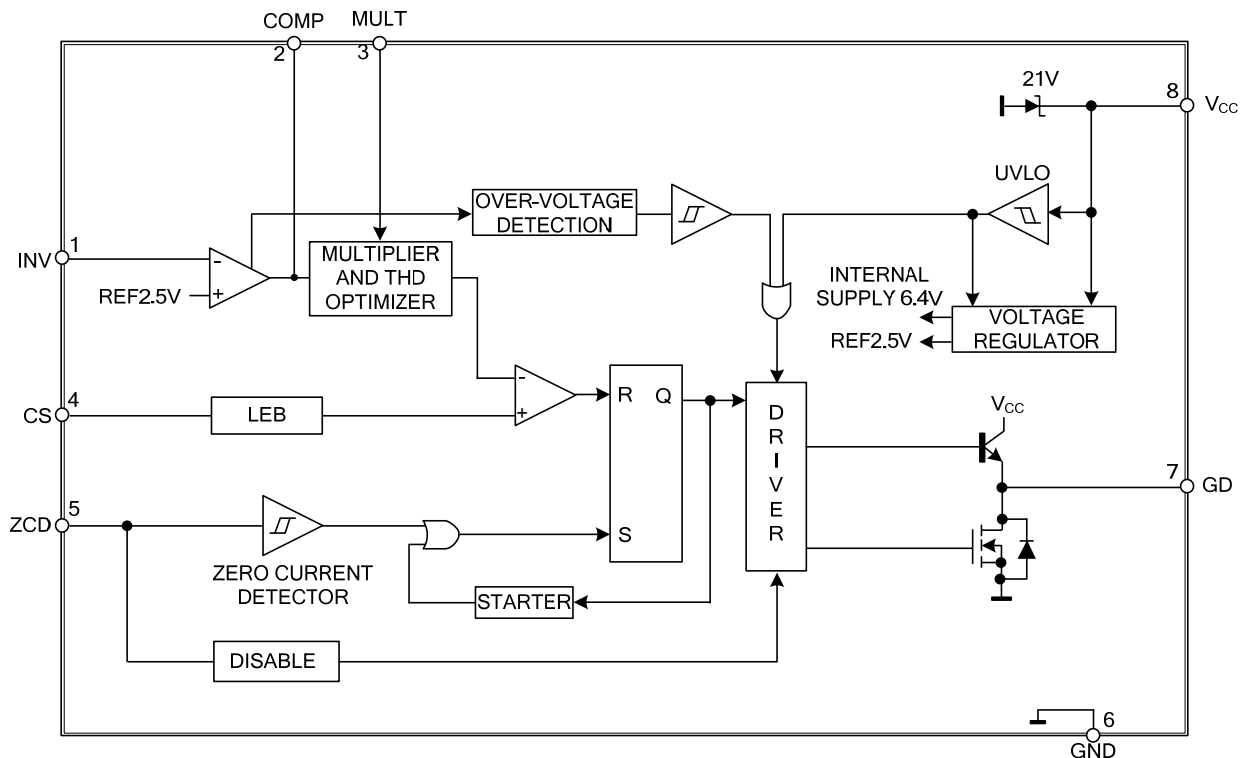 COMP
MULT
2
3
21V
8
VCC
UVLO
OVER-VOLTAGE
DETECTION
1
INV
-
+
REF2.5V
MULTIPLIER
AND THD
OPTIMIZER
INTERNAL
SUPPLY 6.4V
REF2.5V
VOLTAGE
REGULATOR
4
CS
LEB
-
+
R
Q
S
DRIVER
VCC
7
GD
5
ZCD
ZERO CURRENT
DETECTOR
STARTER
DISABLE
6
GND